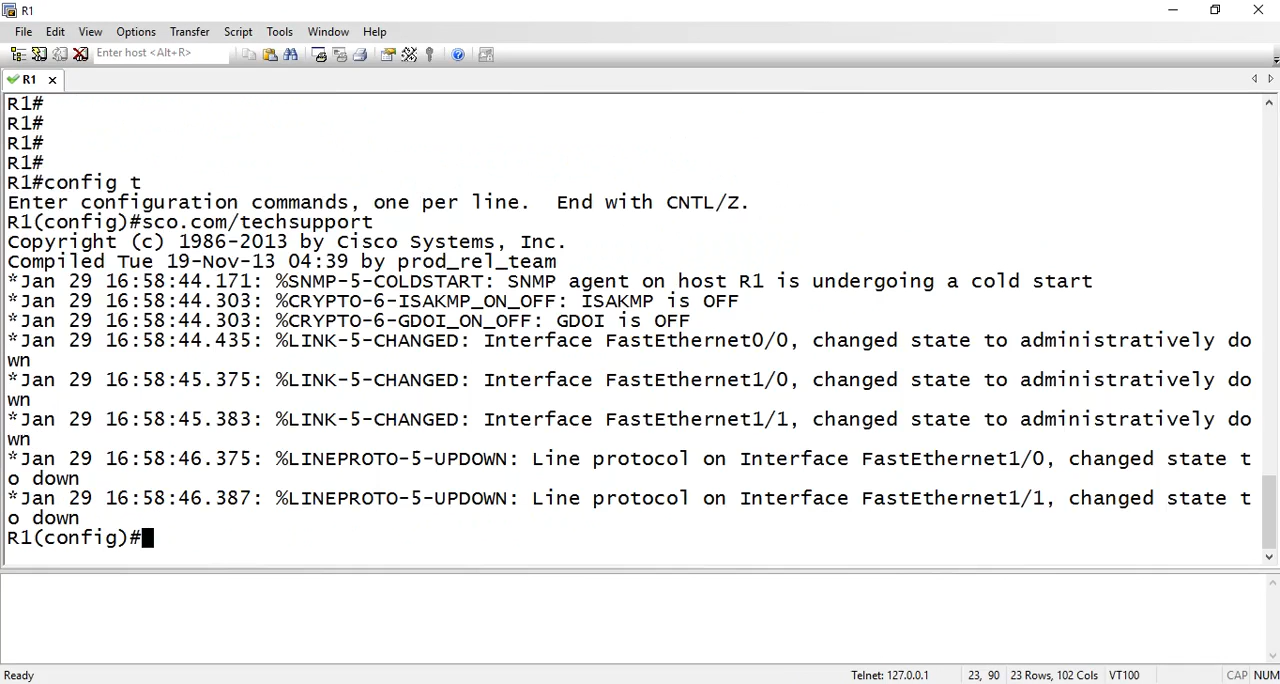 R1
File Edit View Options Transfer Script Tools Window Help
Enter host <Alt+R>
R1
R1#
R1#
R1#
R1#
R1#config t
Enter configuration commands, one per line.  End with CNTL/Z.
R1(config)#sco.com/techsupport
Copyright (c) 1986-2013 by Cisco Systems, Inc.
Compiled Tue 19-Nov-13 04:39 by prod_rel_team
*Jan 29 16:58:44.171: %SNMP-5-COLDSTART: SNMP agent on host R1 is undergoing a cold start
*Jan 29 16:58:44.303: %CRYPTO-6-ISAKMP_ON_OFF: ISAKMP is OFF
*Jan 29 16:58:44.303: %CRYPTO-6-GDOI_ON_OFF: GDOI is OFF
*Jan 29 16:58:44.435: %LINK-5-CHANGED: Interface FastEthernet0/0, changed state to administratively do
wn
*Jan 29 16:58:45.375: %LINK-5-CHANGED: Interface FastEthernet1/0, changed state to administratively do
wn
*Jan 29 16:58:45.383: %LINK-5-CHANGED: Interface FastEthernet1/1, changed state to administratively do
wn
*Jan 29 16:58:46.375: %LINEPROTO-5-UPDOWN: Line protocol on Interface FastEthernet1/0, changed state t
o down
*Jan 29 16:58:46.387: %LINEPROTO-5-UPDOWN: Line protocol on Interface FastEthernet1/1, changed state t
o down
R1(config)#
Ready Telnet: 127.0.0.1 23, 90 23 Rows, 102 Cols VT100 CAP NUM